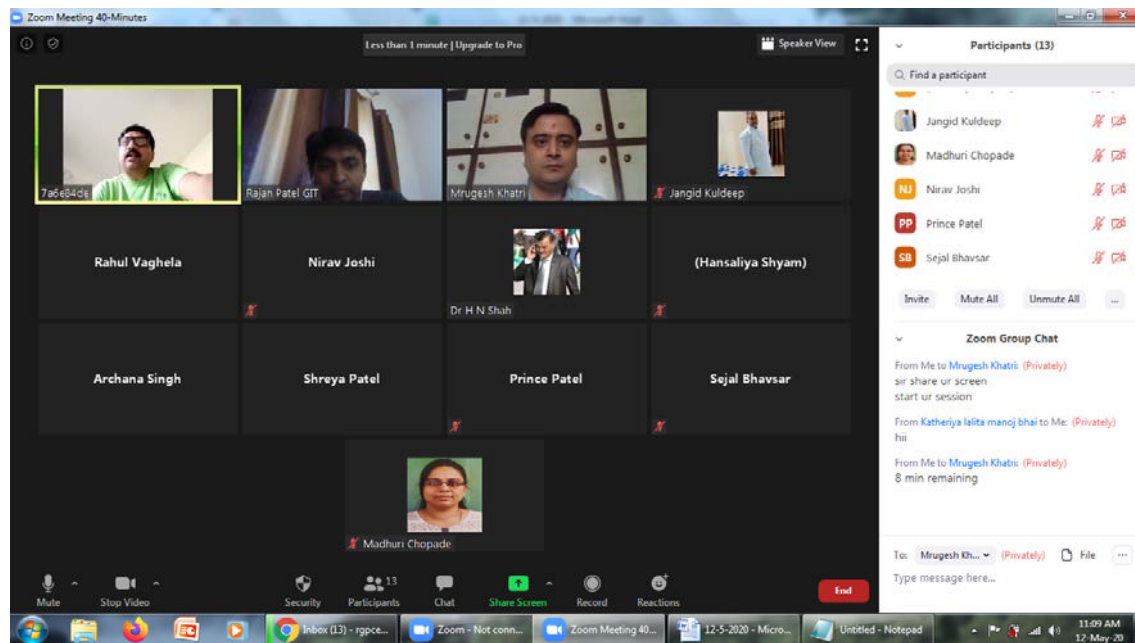 Zoom Meeting 40-Minutes
Less than 1 minute | Upgrade to Pro
Speaker View
7a6e84de
Rajan Patel GIT
Mrugesh Khatri
Jangid Kuldeep
Rahul Vaghela
Nirav Joshi
Dr H N Shah
(Hansaliya Shyam)
Archana Singh
Shreya Patel
Prince Patel
Sejal Bhavsar
Madhuri Chopade
Mute
Stop Video
Security
Participants
13
Chat
Share Screen
Record
Reactions
End
Participants (13)
Find a participant
Jangid Kuldeep
Madhuri Chopade
NJ Nirav Joshi
PP Prince Patel
SB Sejal Bhavsar
Invite Mute All Unmute All ...
Zoom Group Chat
From Me to Mrugesh Khatri: (Privately)
sir share ur screen
start ur session
From Katheriya lalita manoj bhai to Me: (Privately)
hii
From Me to Mrugesh Khatri: (Privately)
8 min remaining
To: Mrugesh Kh... (Privately) File ...
Type message here...
Inbox (13) - rgpce...
Zoom - Not conn...
Zoom Meeting 40...
12-5-2020 - Micro...
Untitled - Notepad
11:09 AM
12-May-20